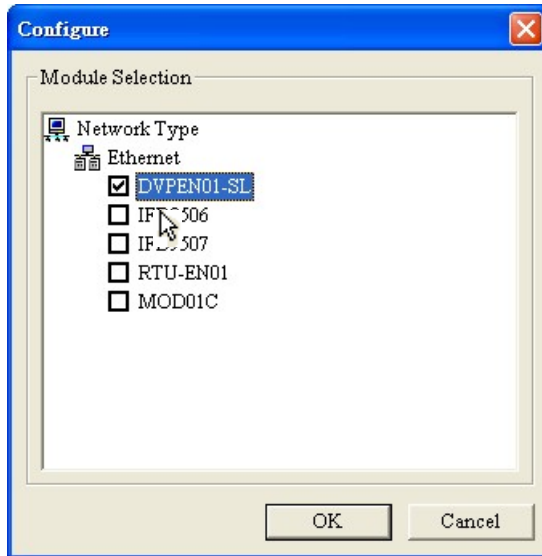 Configure
Module Selection
Network Type
Ethernet
DVPEN01-SL
RTU-EN01
MOD01C
OK
Cancel